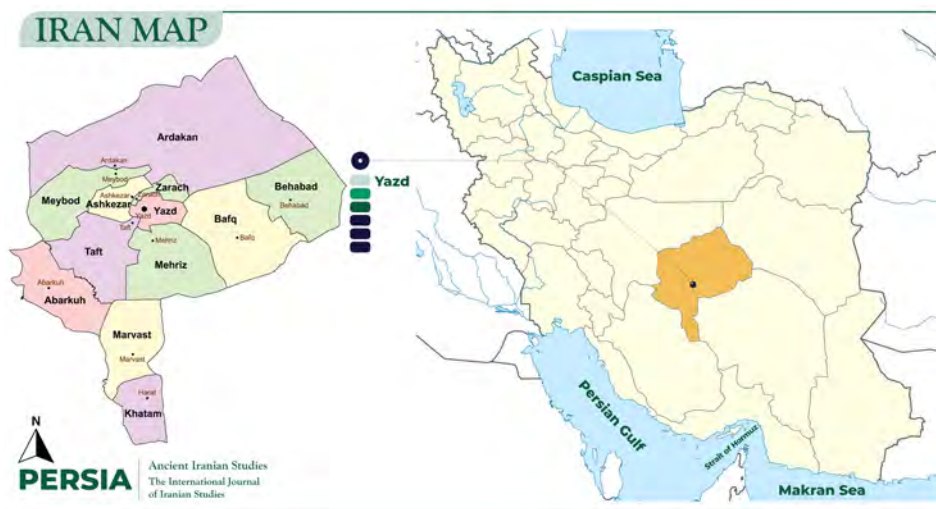 IRAN MAP
Ardakan
Ardakan
Meybod
Meybod
Ashkezar
Ashkezar
Zarach
Zarach
Yazd
Yazd
Taft
Taft
Mehriz
Mehriz
Bafq
Bafq
Behabad
Behabad
Abarkuh
Abarkuh
Marvast
Marvast
Harat
Khatam
Yazd
Caspian Sea
Persian Gulf
Strait of Hormuz
Makran Sea
N
PERSIA
Ancient Iranian Studies
The International Journal
of Iranian Studies